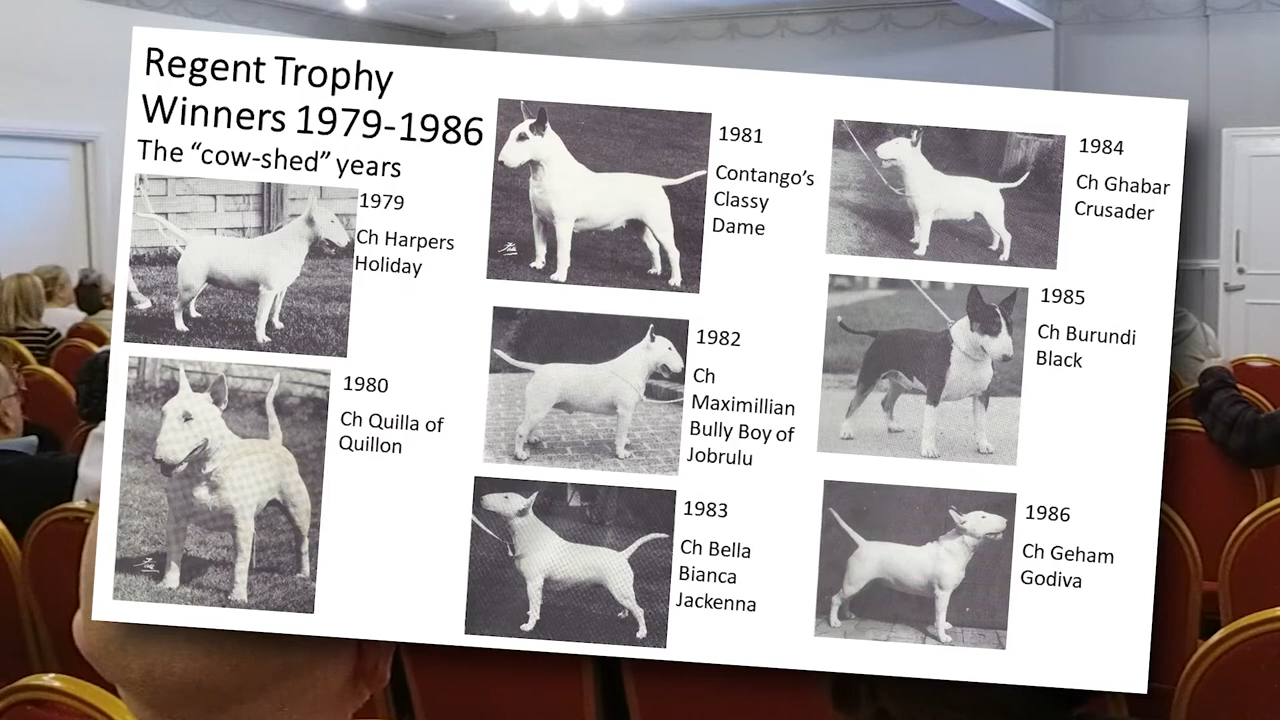 Regent Trophy
Winners 1979-1986
The “cow-shed” years
1979
Ch Harpers
Holiday
1980
Ch Quilla of
Quillon
1981
Contango’s
Classy
Dame
1982
Ch
Maximillian
Bully Boy of
Jobrulu
1983
Ch Bella
Bianca
Jackenna
1984
Ch Ghabar
Crusader
1985
Ch Burundi
Black
1986
Ch Geham
Godiva